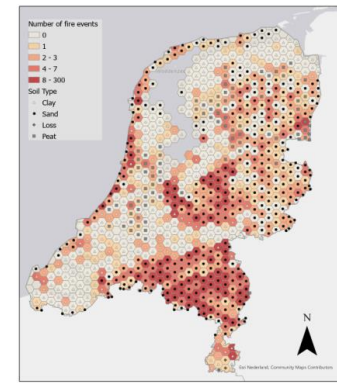 Number of fire events
0
1
2 - 3
4 - 7
8 - 300
Soil Type
Clay
Sand
Loss
Peat
N
Esri Nederland, Community Maps Contributors